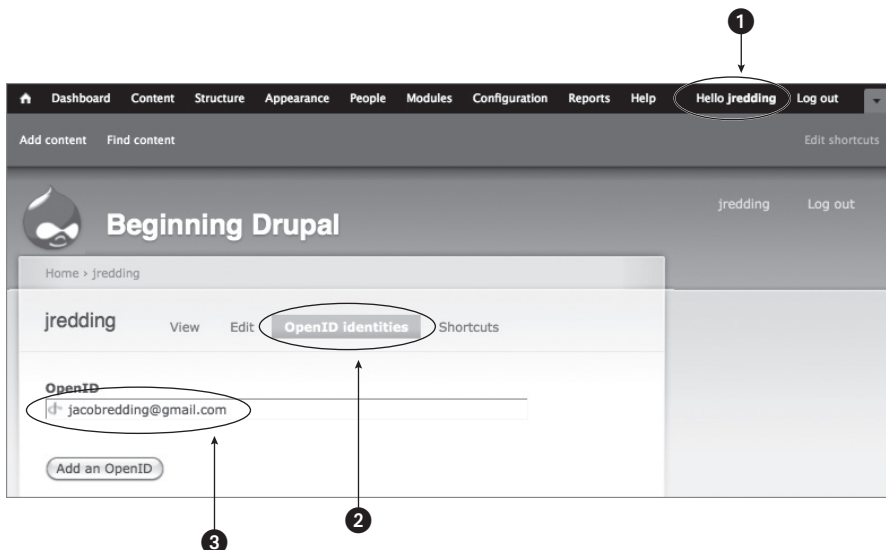 1
Dashboard Content Structure Appearance People Modules Configuration Reports Help Hello jredding Log out
Add content Find content Edit shortcuts
jredding Log out
Beginning Drupal
Home › jredding
jredding View Edit OpenID identities Shortcuts
OpenID
jacobredding@gmail.com
Add an OpenID
2
3